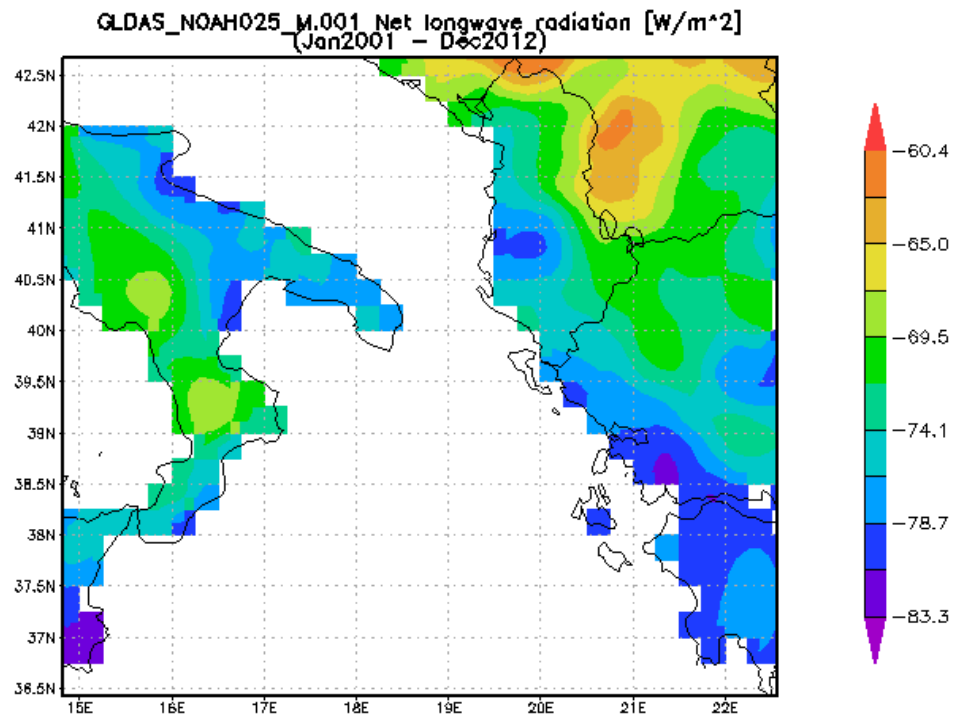 GLDAS_NOAH025_M.001 Net longwave radiation [W/m^2]
(Jan2001 - Dec2012)
42.5N
42N
41.5N
41N
40.5N
40N
39.5N
39N
38.5N
38N
37.5N
37N
36.5N
15E 16E 17E 18E 19E 20E 21E 22E
-60.4
-65.0
-69.5
-74.1
-78.7
-83.3